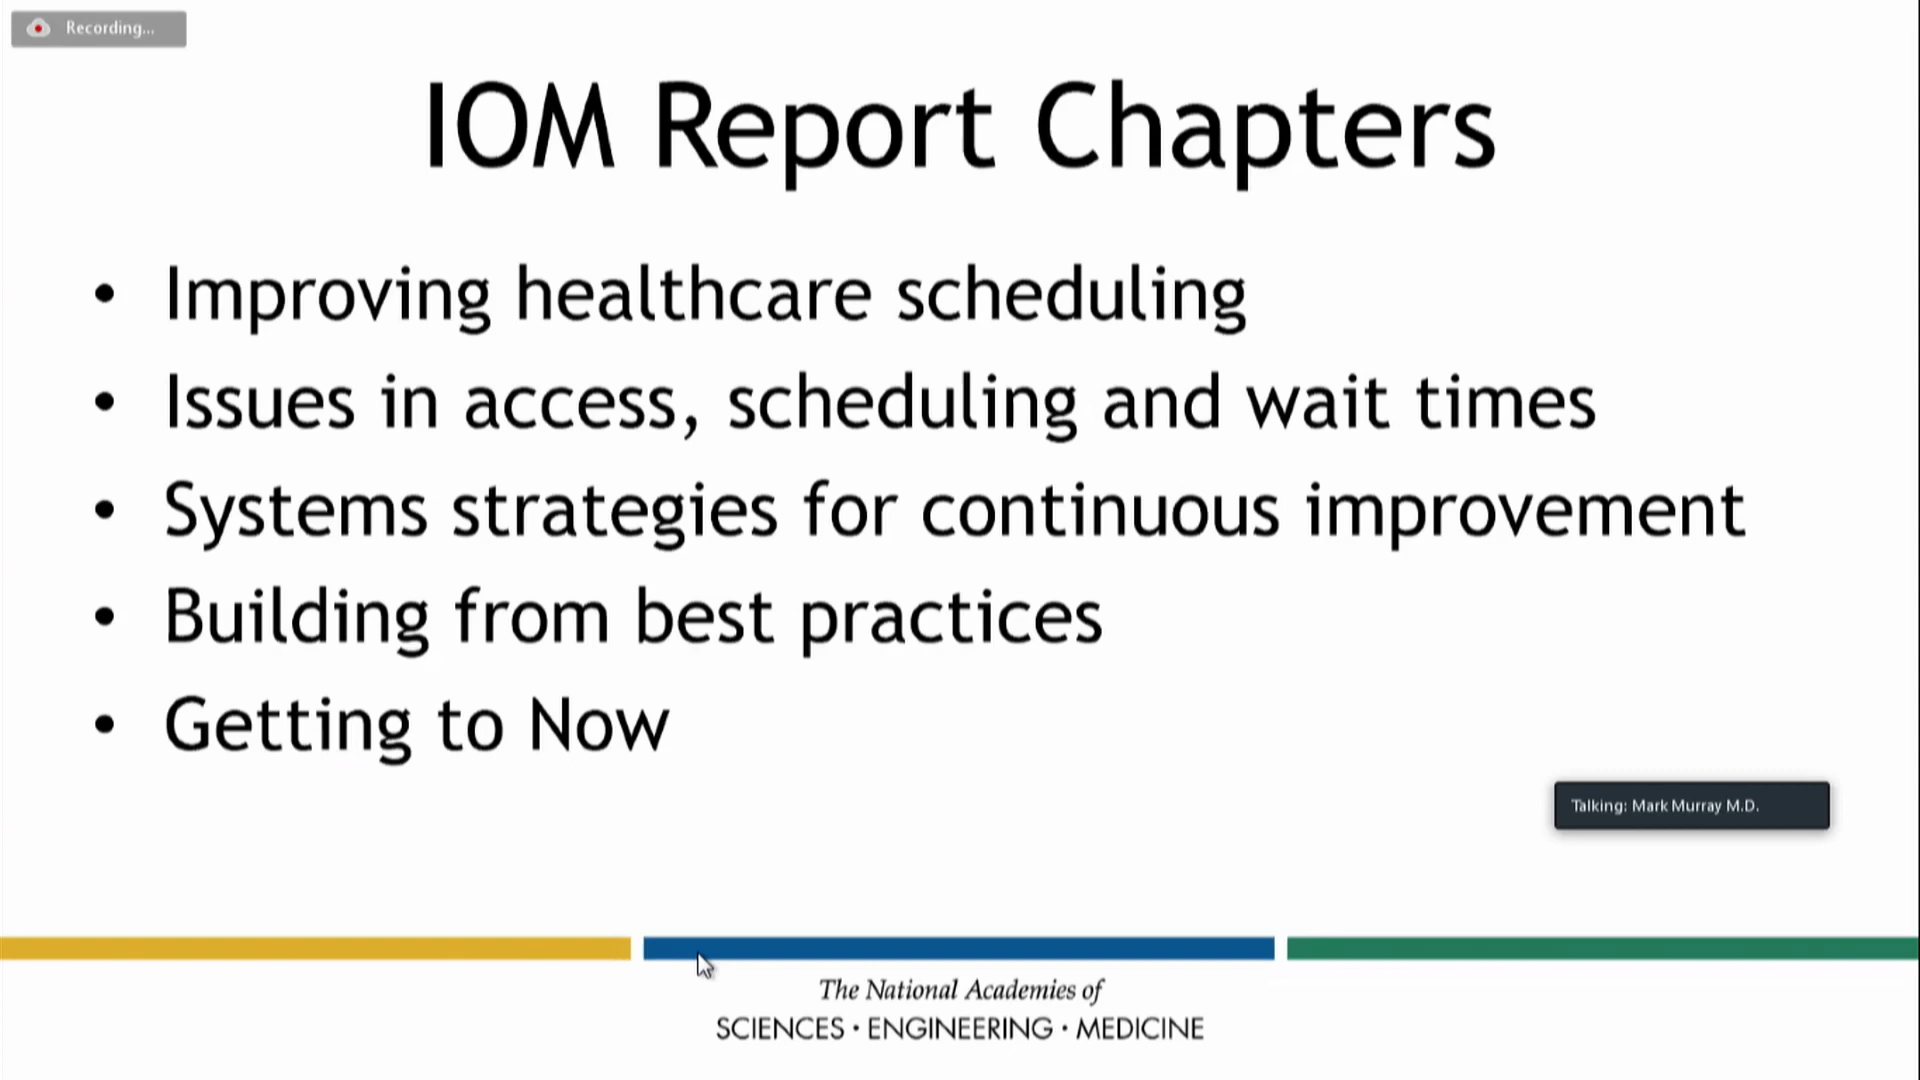 Recording...
IOM Report Chapters
• Improving healthcare scheduling
• Issues in access, scheduling and wait times
• Systems strategies for continuous improvement
• Building from best practices
• Getting to Now
Talking: Mark Murray M.D.
The National Academies of
SCIENCES · ENGINEERING · MEDICINE